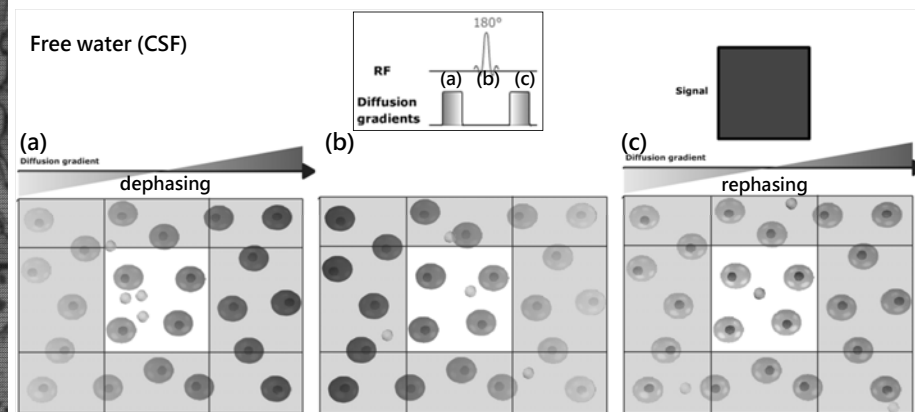 Free water (CSF)
180°
RF
(a) (b) (c)
Diffusion
gradients
Signal
(a)
Diffusion gradient
dephasing
(b)
(c)
Diffusion gradient
rephasing